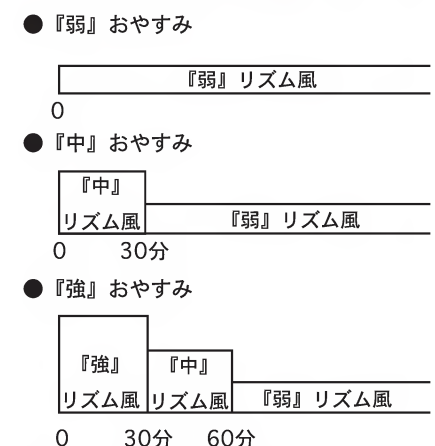 ●『弱』おやすみ
『弱』リズム風
0
●『中』おやすみ
『中』
リズム風
『弱』リズム風
0 30分
●『強』おやすみ
『強』
リズム風
『中』
リズム風
『弱』リズム風
0 30分 60分